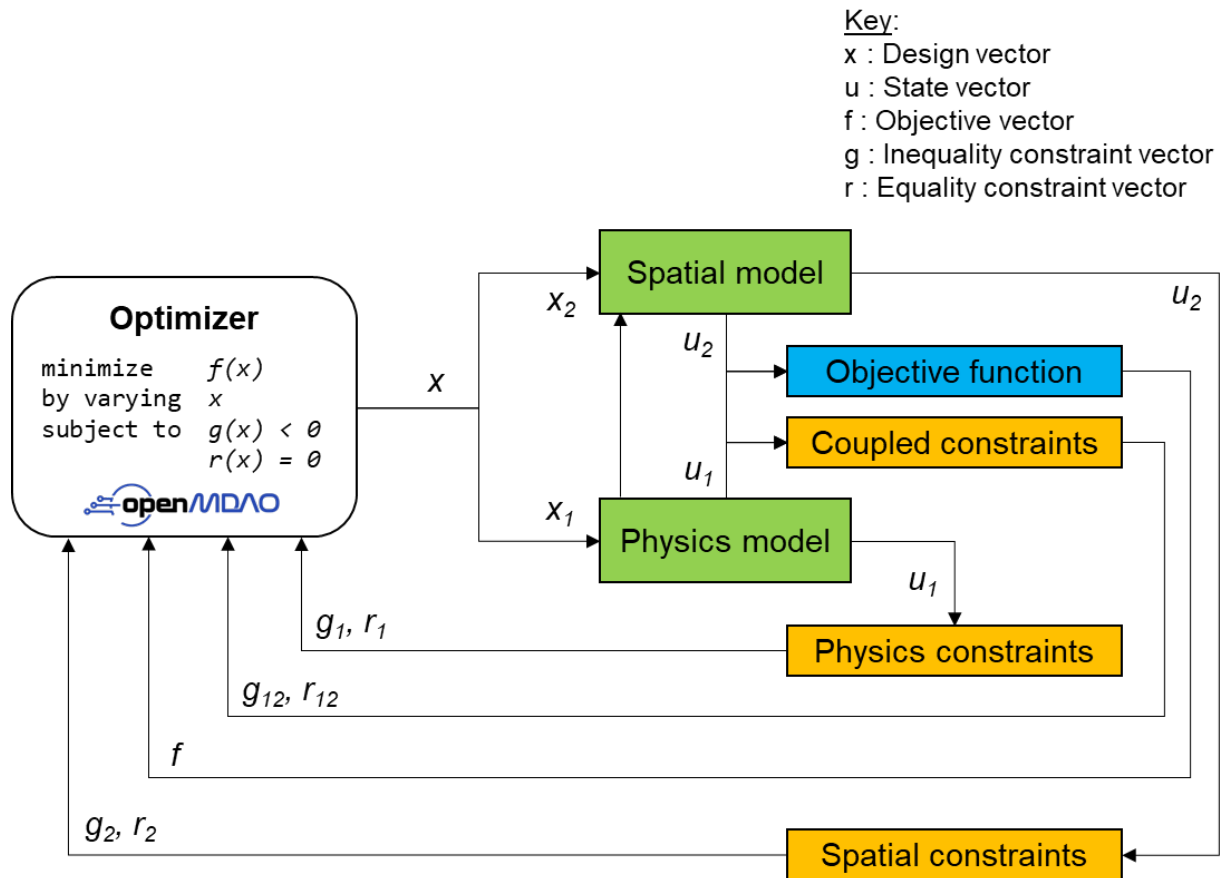 Key:
x : Design vector
u : State vector
f : Objective vector
g : Inequality constraint vector
r : Equality constraint vector
Spatial model
x2
u2
u2
Optimizer
minimize f(x)
by varying x
subject to g(x) < 0
r(x) = 0
openMDAO
x
Objective function
Coupled constraints
u1
x1
Physics model
u1
g1, r1
Physics constraints
g12, r12
f
g2, r2
Spatial constraints